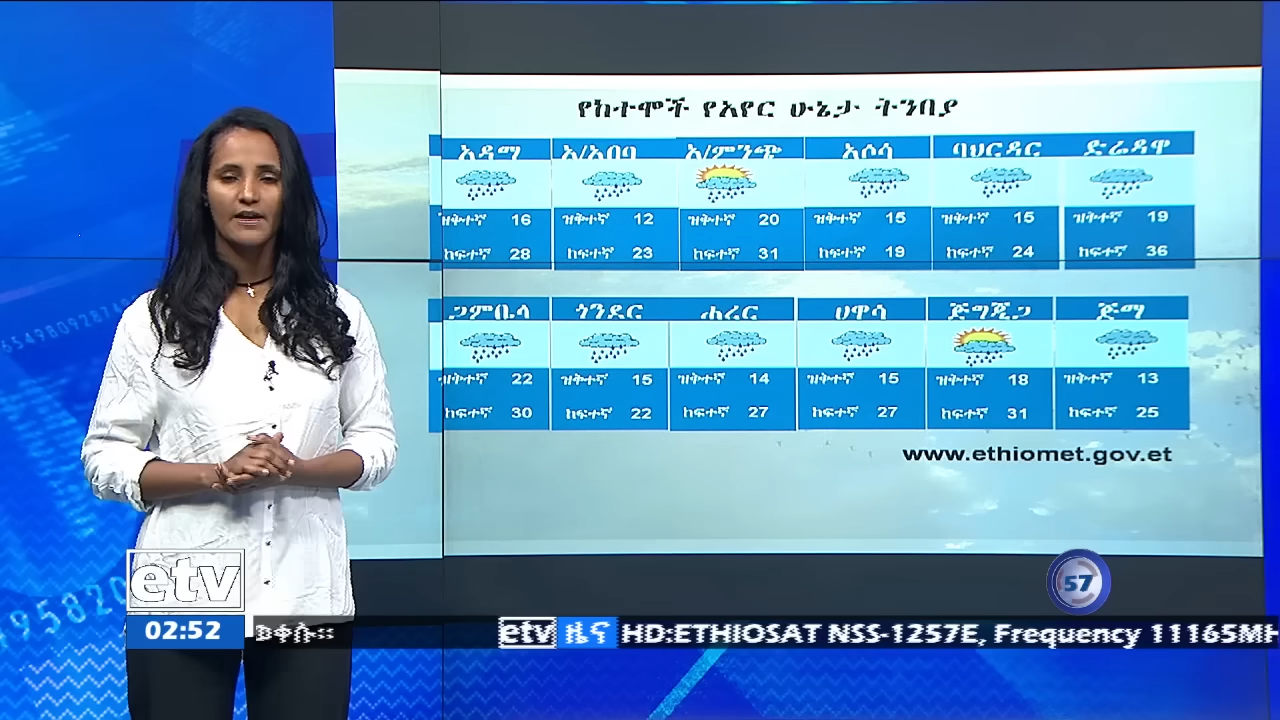 የከተሞች የአየር ሁኔታ ትንበያ
አዳማ አ/አበባ አ/ምንጭ አሶሳ ባህርዳር ድሬዳዋ
ዝቅተኛ 16 ዝቅተኛ 12 ዝቅተኛ 20 ዝቅተኛ 15 ዝቅተኛ 15 ዝቅተኛ 19
ከፍተኛ 28 ከፍተኛ 23 ከፍተኛ 31 ከፍተኛ 19 ከፍተኛ 24 ከፍተኛ 36
ጋምቤላ ጎንደር ሐረር ሀዋሳ ጅግጂጋ ጅማ
ዝቅተኛ 22 ዝቅተኛ 15 ዝቅተኛ 14 ዝቅተኛ 15 ዝቅተኛ 18 ዝቅተኛ 13
ከፍተኛ 30 ከፍተኛ 22 ከፍተኛ 27 ከፍተኛ 27 ከፍተኛ 31 ከፍተኛ 25
www.ethiomet.gov.et
etv
57
02:52 etv ዜና HD:ETHIOSAT NSS-1257E, Frequency 11165MH